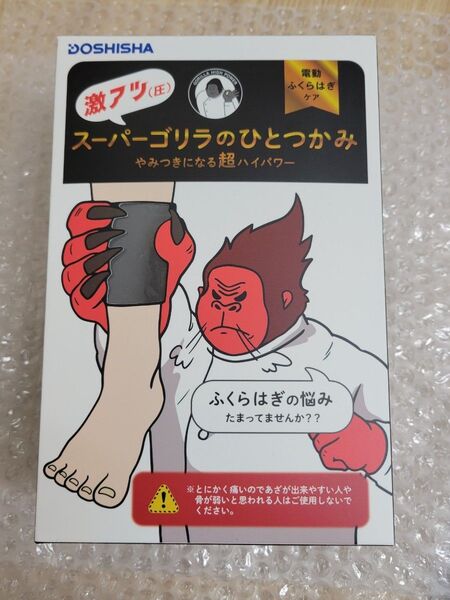 DOSHISHA
激アツ(圧)
GORILLA HIGH POWER
電動
ふくらはぎ
ケア
スーパーゴリラのひとつかみ
やみつきになる超ハイパワー
ふくらはぎの悩み
たまってませんか??
※とにかく痛いのであざが出来やすい人や
骨が弱いと思われる人はご使用しないで
ください。